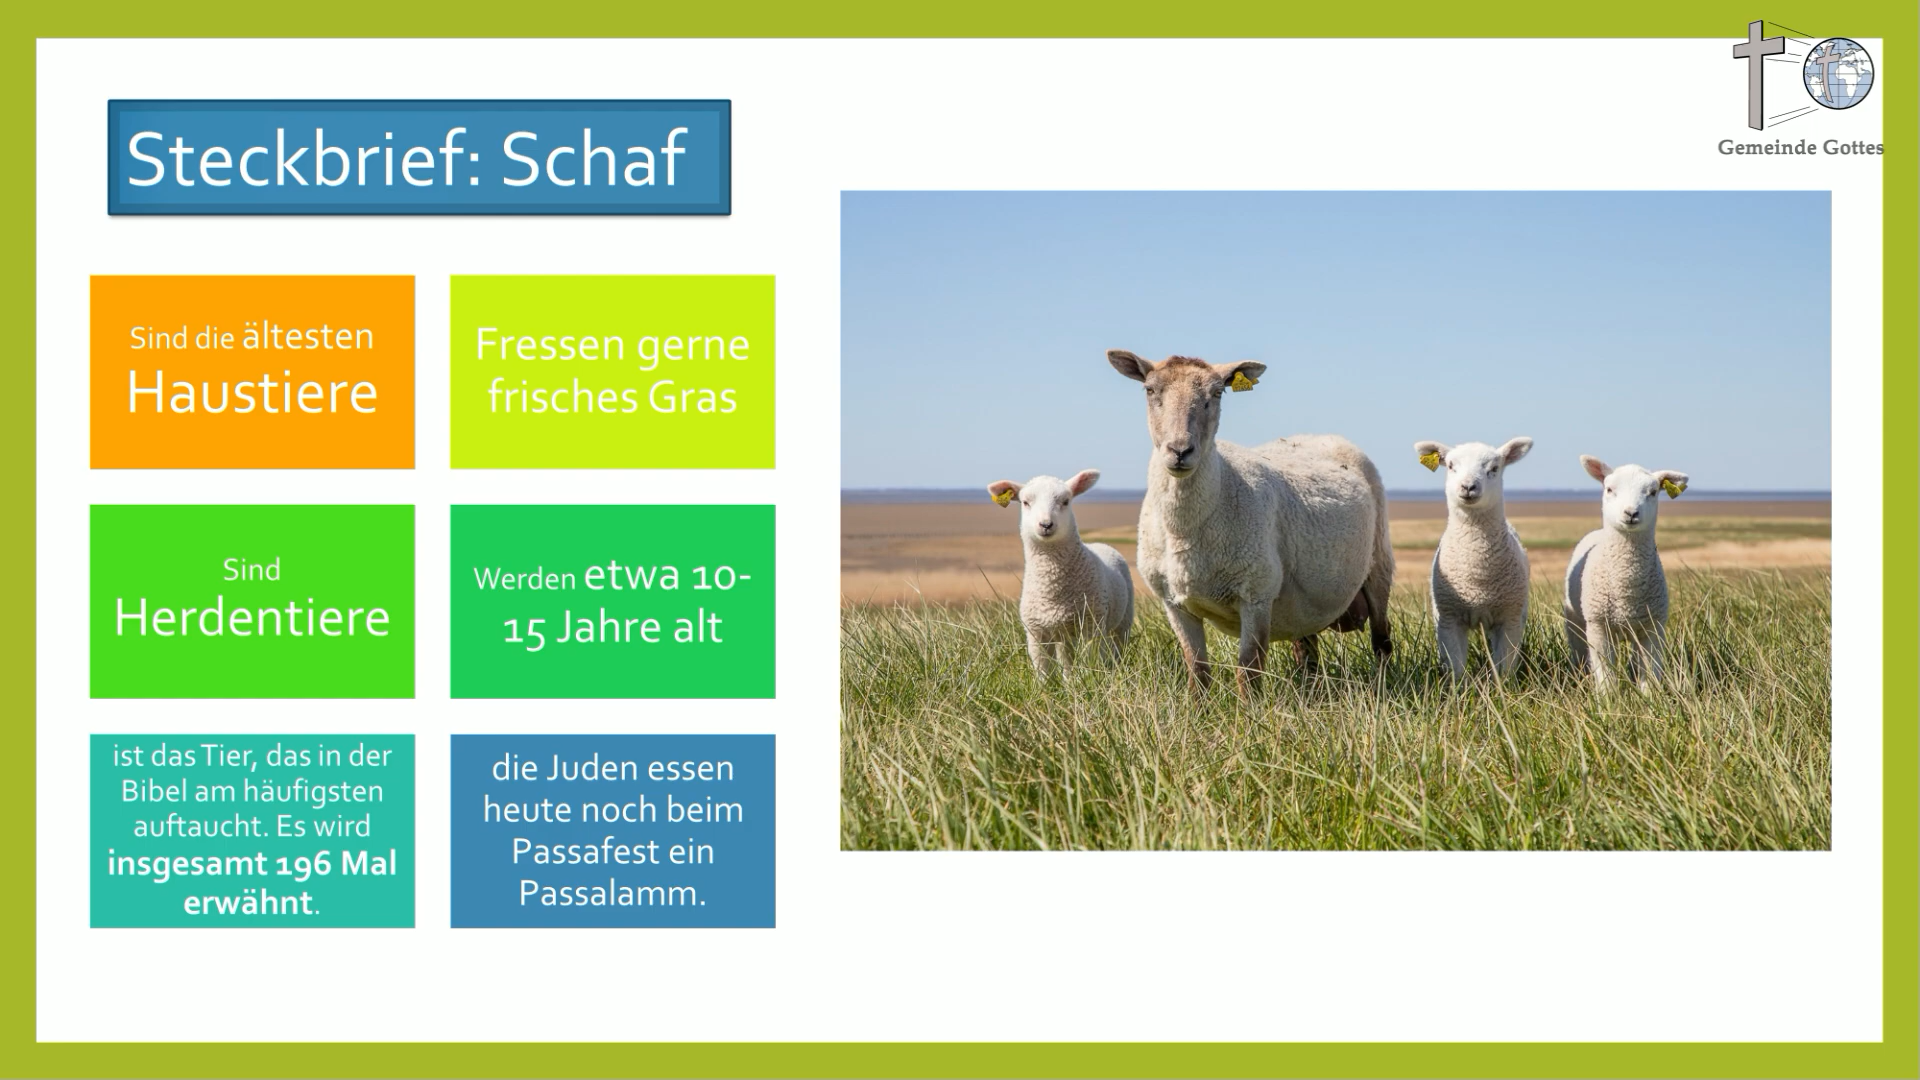 Gemeinde Gottes
Steckbrief: Schaf
Sind die ältesten
Haustiere
Fressen gerne
frisches Gras
Sind
Herdentiere
Werden etwa 10-
15 Jahre alt
ist das Tier, das in der
Bibel am häufigsten
auftaucht. Es wird
insgesamt 196 Mal
erwähnt.
die Juden essen
heute noch beim
Passafest ein
Passalamm.